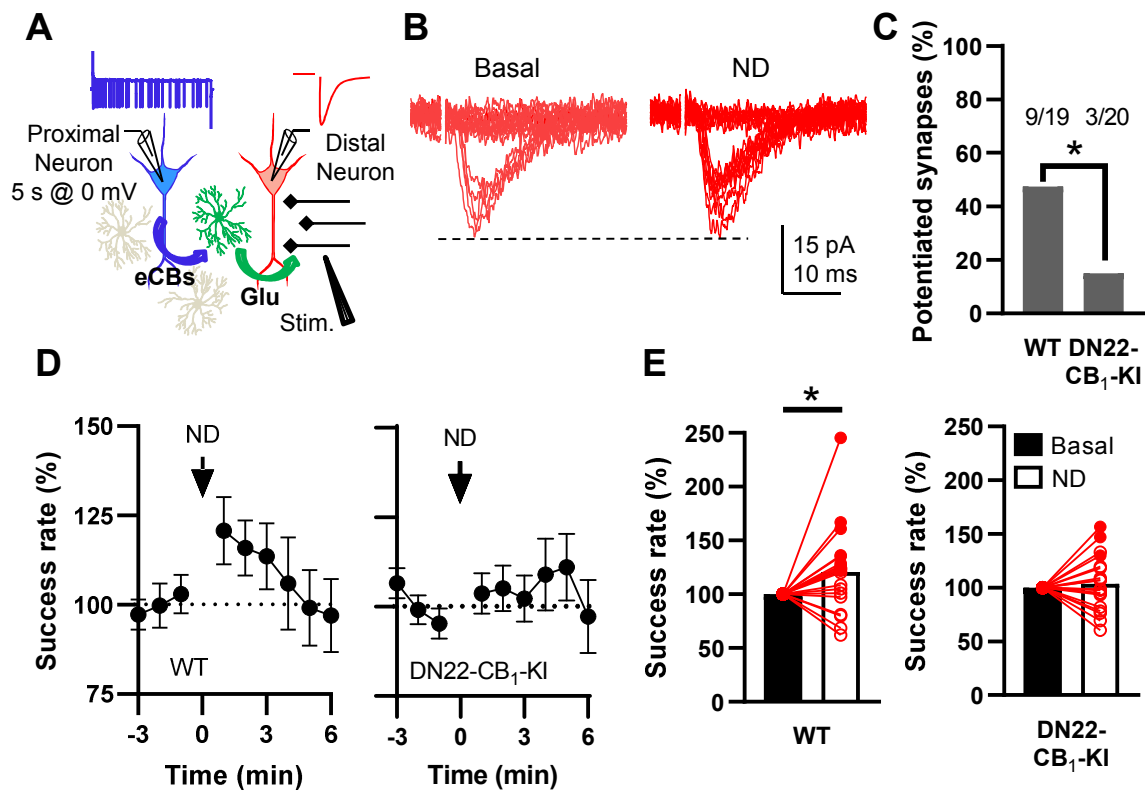 A
Proximal
Neuron
5 s @ 0 mV
Distal
Neuron
eCBs
Glu
Stim.
B
Basal
ND
15 pA
10 ms
C
Potentiated synapses (%)
100
80
60
40
20
0
9/19
3/20
*
WT
DN22-
CB₁-KI
D
Success rate (%)
150
125
100
75
ND
WT
-3
0
3
6
Time (min)
ND
DN22-CB₁-KI
-3
0
3
6
Time (min)
E
Success rate (%)
250
200
150
100
50
0
*
WT
Success rate (%)
250
200
150
100
50
0
Basal
ND
DN22-
CB₁-KI